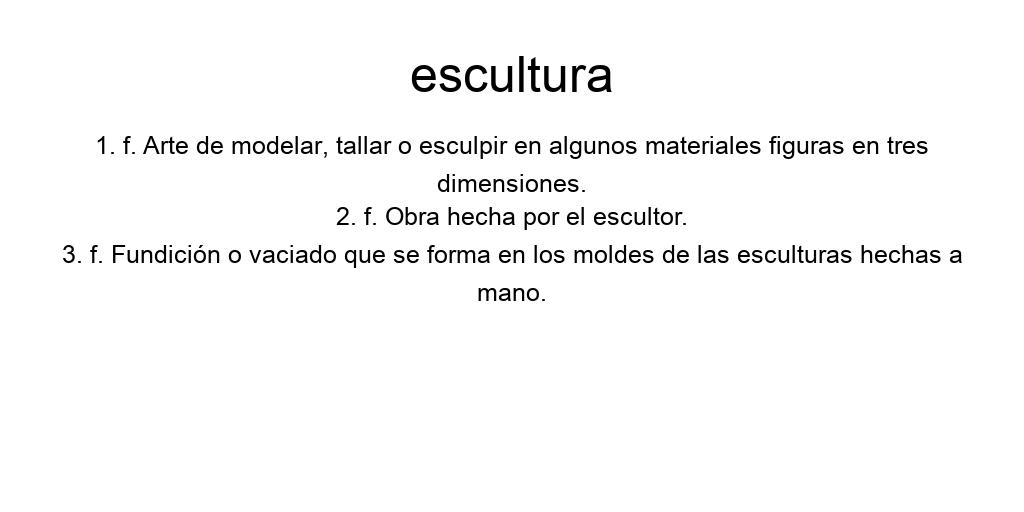 escultura
1. f. Arte de modelar, tallar o esculpir en algunos materiales figuras en tres
dimensiones.
2. f. Obra hecha por el escultor.
3. f. Fundición o vaciado que se forma en los moldes de las esculturas hechas a
mano.